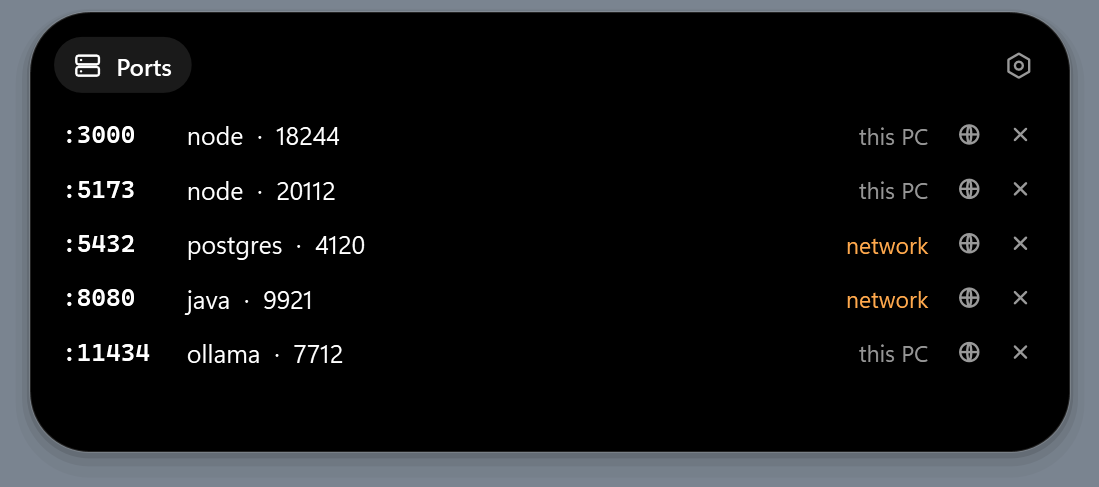 Ports
:3000 node · 18244 this PC
:5173 node · 20112 this PC
:5432 postgres · 4120 network
:8080 java · 9921 network
:11434 ollama · 7712 this PC